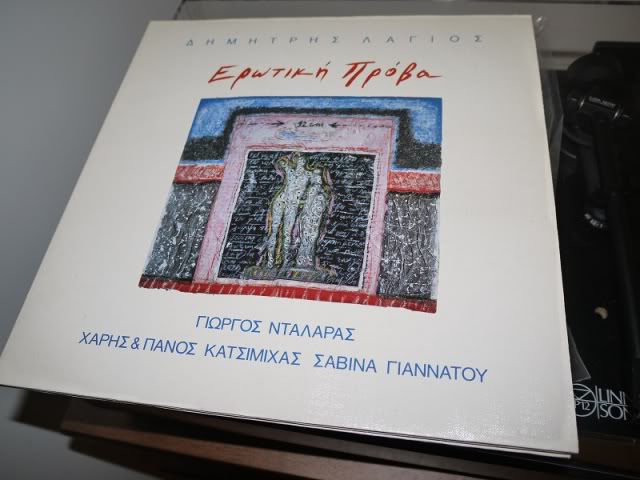 ΔΗΜΗΤΡΗΣ ΛΑΓΙΟΣ
Ερωτική Πρόβα
ΓΙΩΡΓΟΣ ΝΤΑΛΑΡΑΣ
ΧΑΡΗΣ & ΠΑΝΟΣ ΚΑΤΣΙΜΙΧΑΣ ΣΑΒΙΝΑ ΓΙΑΝΝΑΤΟΥ